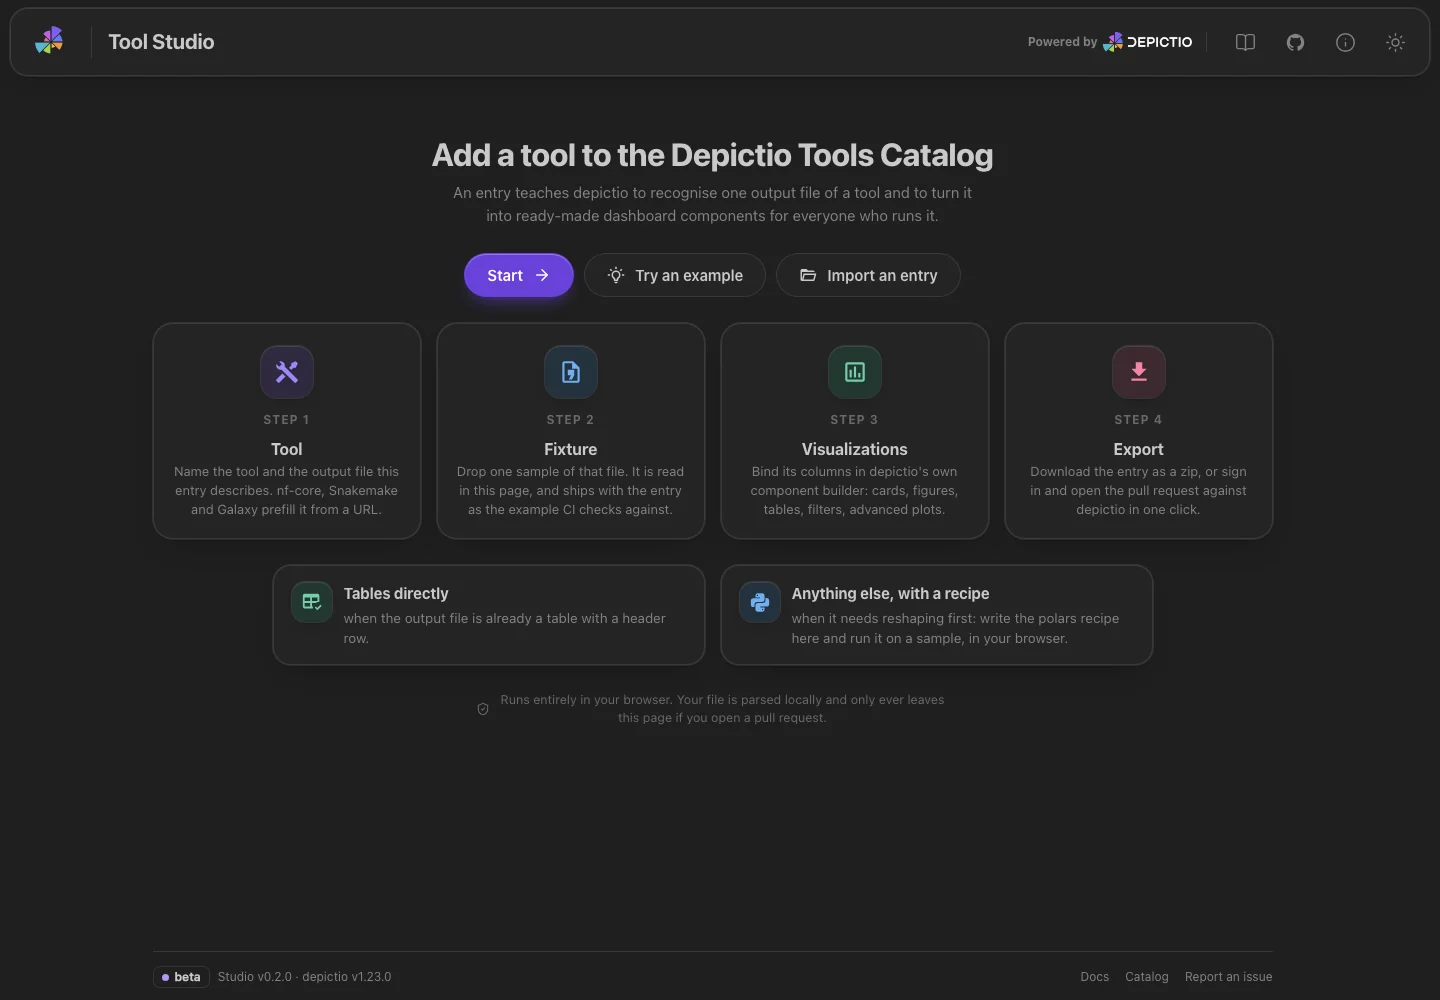 Tool Studio
Powered by DEPICTIO
Add a tool to the Depictio Tools Catalog
An entry teaches depictio to recognise one output file of a tool and to turn it
into ready-made dashboard components for everyone who runs it.
Start
Try an example
Import an entry
STEP 1
Tool
Name the tool and the output file this
entry describes. nf-core, Snakemake
and Galaxy prefill it from a URL.
STEP 2
Fixture
Drop one sample of that file. It is read
in this page, and ships with the entry
as the example CI checks against.
STEP 3
Visualizations
Bind its columns in depictio's own
component builder: cards, figures,
tables, filters, advanced plots.
STEP 4
Export
Download the entry as a zip, or sign
in and open the pull request against
depictio in one click.
Tables directly
when the output file is already a table with a header
row.
Anything else, with a recipe
when it needs reshaping first: write the polars recipe
here and run it on a sample, in your browser.
Runs entirely in your browser. Your file is parsed locally and only ever leaves
this page if you open a pull request.
beta
Studio v0.2.0 · depictio v1.23.0
Docs
Catalog
Report an issue